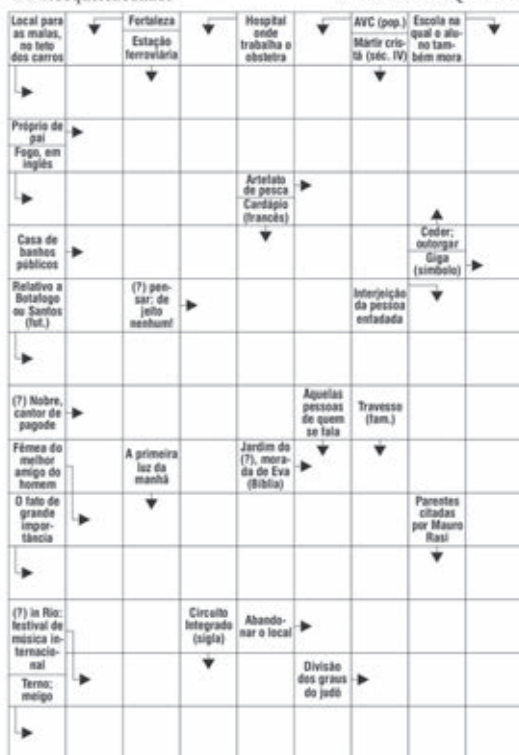 Local para
as malas,
no teto
dos carros
Fortaleza
Estação
ferroviária
Hospital
onde
trabalha o
obstetra
AVC (pop.)
Mártir cris-
tã (séc. IV)
Escola na
qual o alu-
no tam-
bém mora
Próprio de
pai
Fogo, em
inglês
Artefato
de pesca
Cardápio
(francês)
Casa de
banhos
públicos
Ceder;
outorgar
Giga
(símbolo)
Relativo a
Botafogo
ou Santos
(fut.)
(?) pen-
sar: de
jeito
nenhum!
Interjeição
da pessoa
enfadada
(?) Nobre,
cantor de
pagode
Aquelas
pessoas
de quem
se fala
Travesso
(fam.)
Fêmea do
melhor
amigo do
homem
A primeira
luz da
manhã
Jardim do
(?), mora-
da de Eva
(Bíblia)
O fato de
grande
impor-
tância
Parentes
citadas
por Mauro
Rasi
(?) in Rio:
festival de
música in-
ternacio-
nal
Circuito
Integrado
(sigla)
Abando-
nar o local
Terno;
meigo
Divisão
dos graus
do judô